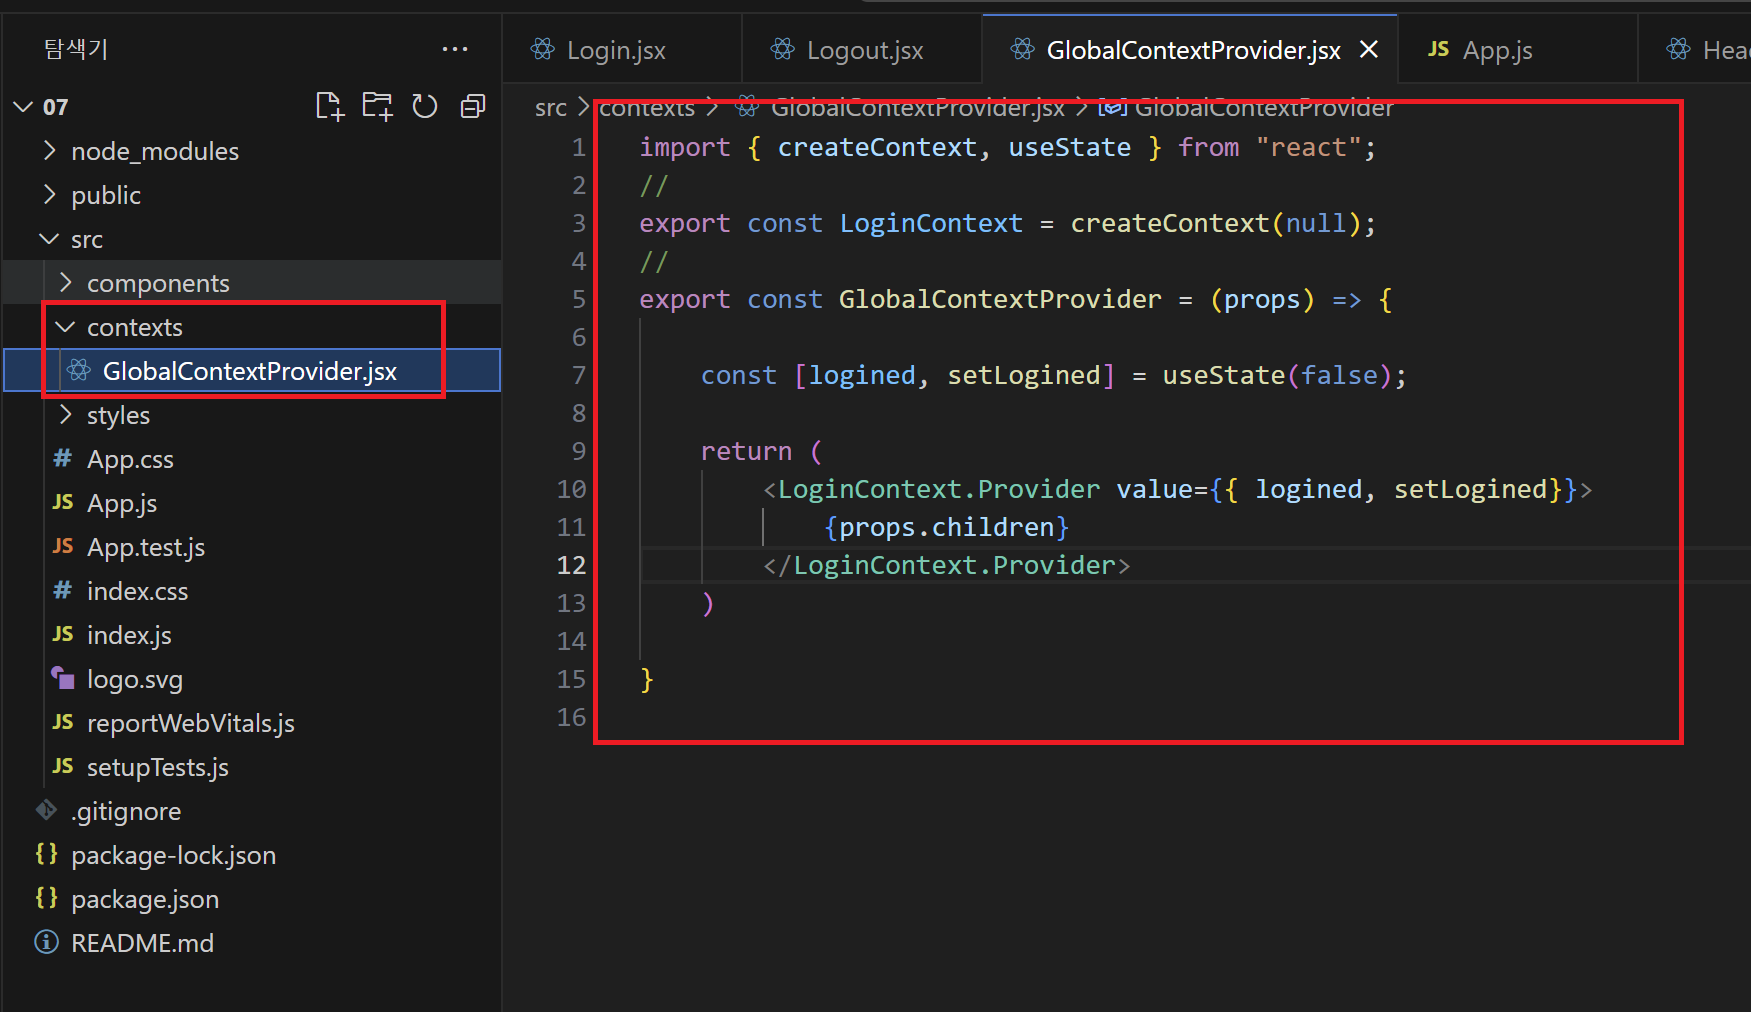 탐색기
···
07
node_modules
public
src
components
contexts
GlobalContextProvider.jsx
styles
# App.css
JS App.js
JS App.test.js
# index.css
JS index.js
logo.svg
JS reportWebVitals.js
JS setupTests.js
.gitignore
{} package-lock.json
{} package.json
README.md
Login.jsx
Logout.jsx
GlobalContextProvider.jsx
JS App.js
Hea
src > contexts > GlobalContextProvider.jsx > GlobalContextProvider
1 import { createContext, useState } from "react";
2 //
3 export const LoginContext = createContext(null);
4 //
5 export const GlobalContextProvider = (props) => {
6
7     const [logined, setLogined] = useState(false);
8
9     return (
10         <LoginContext.Provider value={{ logined, setLogined}}>
11             {props.children}
12         </LoginContext.Provider>
13     )
14
15 }
16